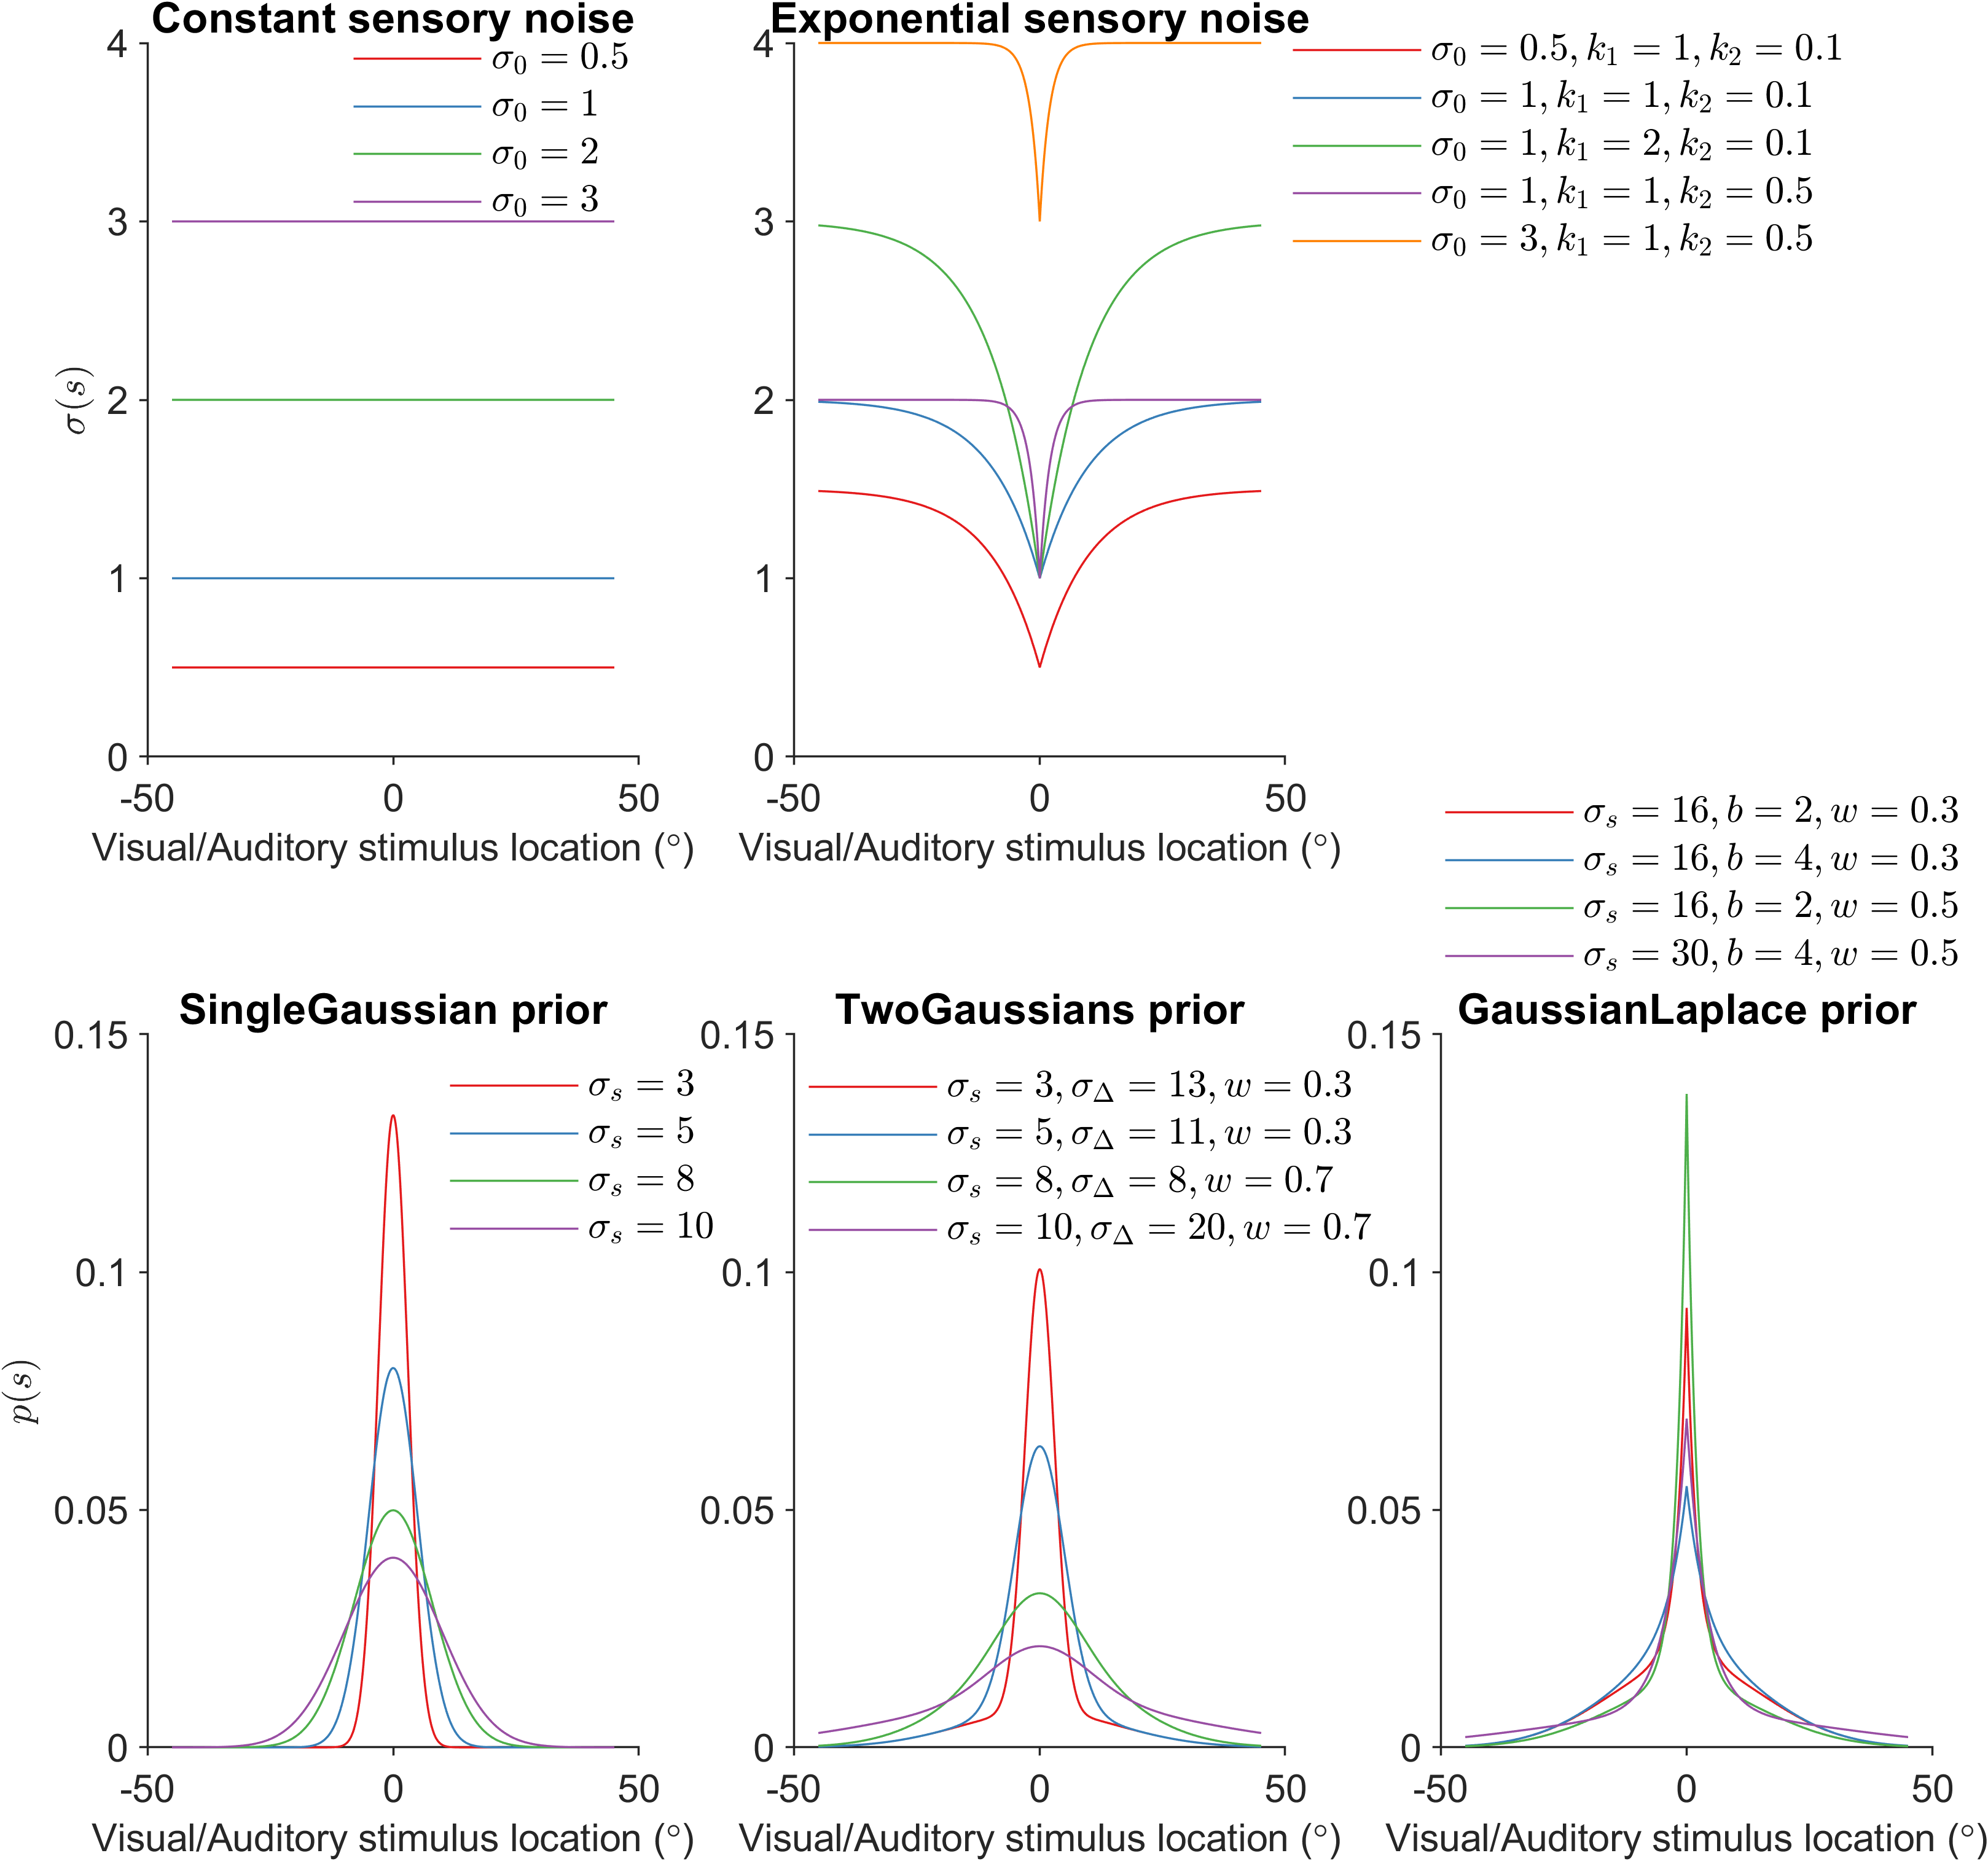 Constant sensory noise
σ(s)
4
3
2
1
0
-50 0 50
Visual/Auditory stimulus location (°)
σ₀ = 0.5
σ₀ = 1
σ₀ = 2
σ₀ = 3
Exponential sensory noise
4
3
2
1
0
-50 0 50
Visual/Auditory stimulus location (°)
σ₀ = 0.5, k₁ = 1, k₂ = 0.1
σ₀ = 1, k₁ = 1, k₂ = 0.1
σ₀ = 1, k₁ = 2, k₂ = 0.1
σ₀ = 1, k₁ = 1, k₂ = 0.5
σ₀ = 3, k₁ = 1, k₂ = 0.5
SingleGaussian prior
p(s)
0.15
0.1
0.05
0
-50 0 50
Visual/Auditory stimulus location (°)
σₛ = 3
σₛ = 5
σₛ = 8
σₛ = 10
TwoGaussians prior
0.15
0.1
0.05
0
-50 0 50
Visual/Auditory stimulus location (°)
σₛ = 3, σ_Δ = 13, w = 0.3
σₛ = 5, σ_Δ = 11, w = 0.3
σₛ = 8, σ_Δ = 8, w = 0.7
σₛ = 10, σ_Δ = 20, w = 0.7
σₛ = 16, b = 2, w = 0.3
σₛ = 16, b = 4, w = 0.3
σₛ = 16, b = 2, w = 0.5
σₛ = 30, b = 4, w = 0.5
GaussianLaplace prior
0.15
0.1
0.05
0
-50 0 50
Visual/Auditory stimulus location (°)